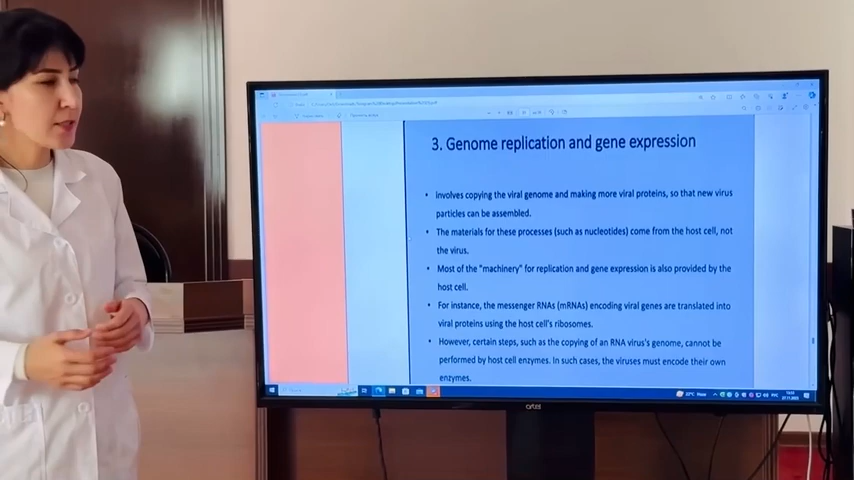 3. Genome replication and gene expression
• involves copying the viral genome and making more viral proteins, so that new virus
particles can be assembled.
• The materials for these processes (such as nucleotides) come from the host cell, not
the virus.
• Most of the "machinery" for replication and gene expression is also provided by the
host cell.
• For instance, the messenger RNAs (mRNAs) encoding viral genes are translated into
viral proteins using the host cell's ribosomes.
• However, certain steps, such as the copying of an RNA virus's genome, cannot be
performed by host cell enzymes. In such cases, the viruses must encode their own
enzymes.
artel